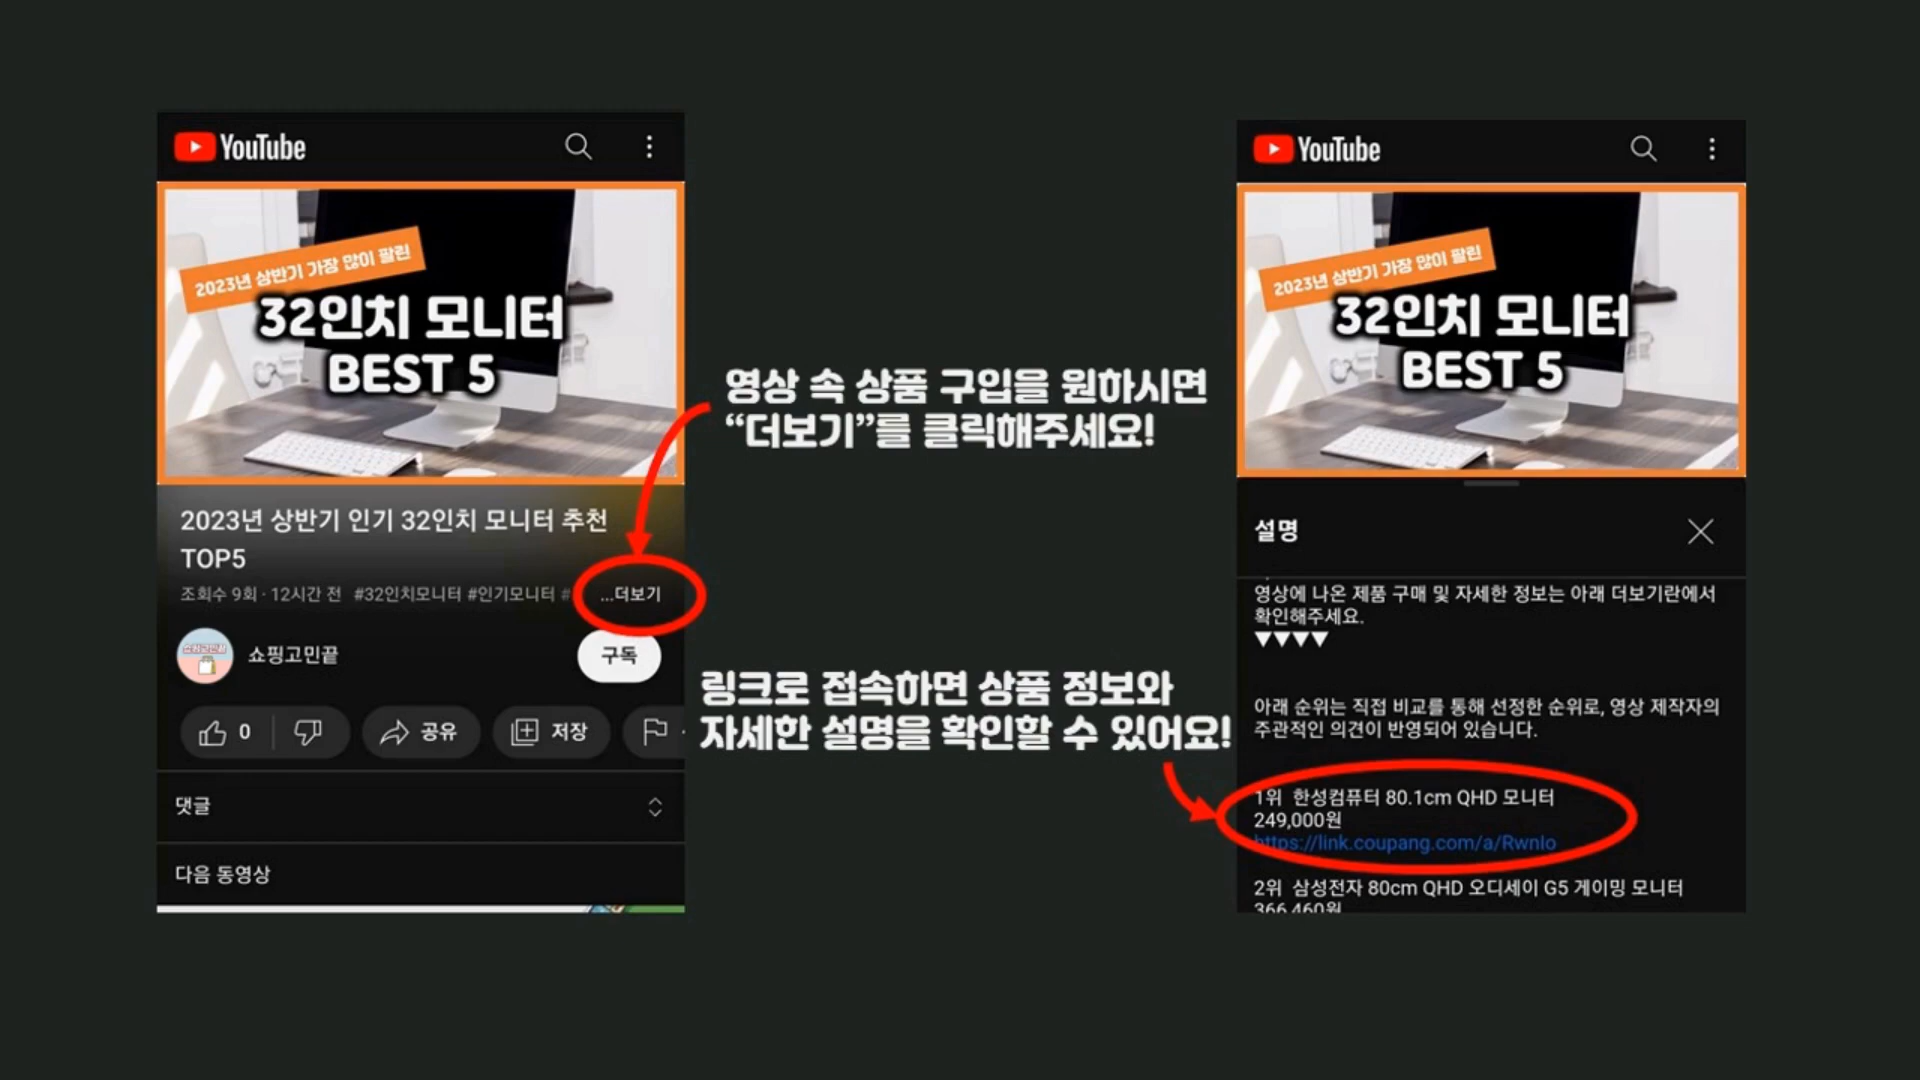 YouTube
2023년 상반기 가장 많이 팔린
32인치 모니터
BEST 5
2023년 상반기 인기 32인치 모니터 추천
TOP5
조회수 9회 · 12시간 전 #32인치모니터 #인기모니터 # ...더보기
쇼핑고민끝
쇼핑고민끝
구독
0
공유
저장
댓글
다음 동영상
영상 속 상품 구입을 원하시면
“더보기”를 클릭해주세요!
링크로 접속하면 상품 정보와
자세한 설명을 확인할 수 있어요!
YouTube
2023년 상반기 가장 많이 팔린
32인치 모니터
BEST 5
설명
영상에 나온 제품 구매 및 자세한 정보는 아래 더보기란에서
확인해주세요.
▼▼▼▼
아래 순위는 직접 비교를 통해 선정한 순위로, 영상 제작자의
주관적인 의견이 반영되어 있습니다.
1위 한성컴퓨터 80.1cm QHD 모니터
249,000원
https://link.coupang.com/a/RwnIo
2위 삼성전자 80cm QHD 오디세이 G5 게이밍 모니터
366,460원